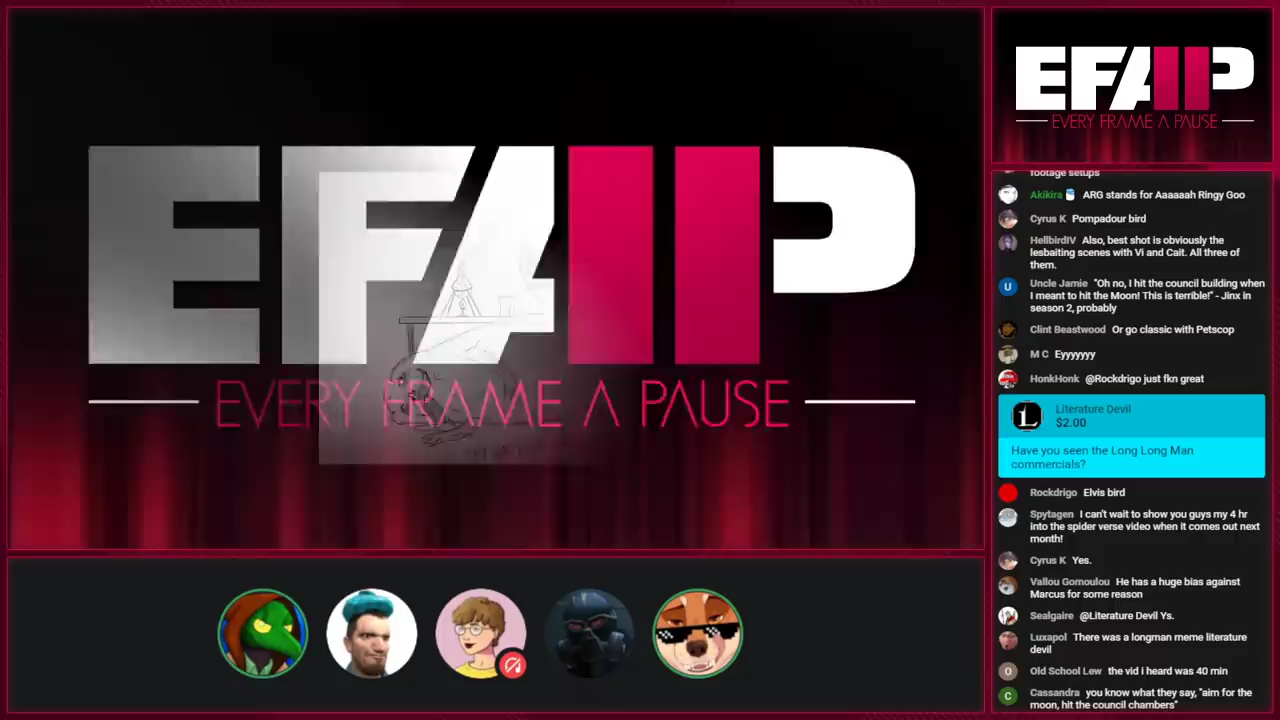 EFAP
EVERY FRAME A PAUSE
EFAP
EVERY FRAME A PAUSE
footage setups
Akikira ARG stands for Aaaaaah Ringy Goo
Cyrus K Pompadour bird
HellbirdIV Also, best shot is obviously the
lesbaiting scenes with Vi and Cait. All three of
them.
U
Uncle Jamie "Oh no, I hit the council building when
I meant to hit the Moon! This is terrible!" - Jinx in
season 2, probably
Clint Beastwood Or go classic with Petscop
M C Eyyyyyy
HonkHonk @Rockdrigo just fkn great
L
Literature Devil
$2.00
Have you seen the Long Long Man
commercials?
Rockdrigo Elvis bird
Spytagen I can't wait to show you guys my 4 hr
into the spider verse video when it comes out next
month!
Cyrus K Yes.
Vallou Gomoulou He has a huge bias against
Marcus for some reason
Sealgaire @Literature Devil Ys.
Luxapol There was a longman meme literature
devil
O
Old School Lew the vid i heard was 40 min
C
Cassandra you know what they say, "aim for the
moon, hit the council chambers"